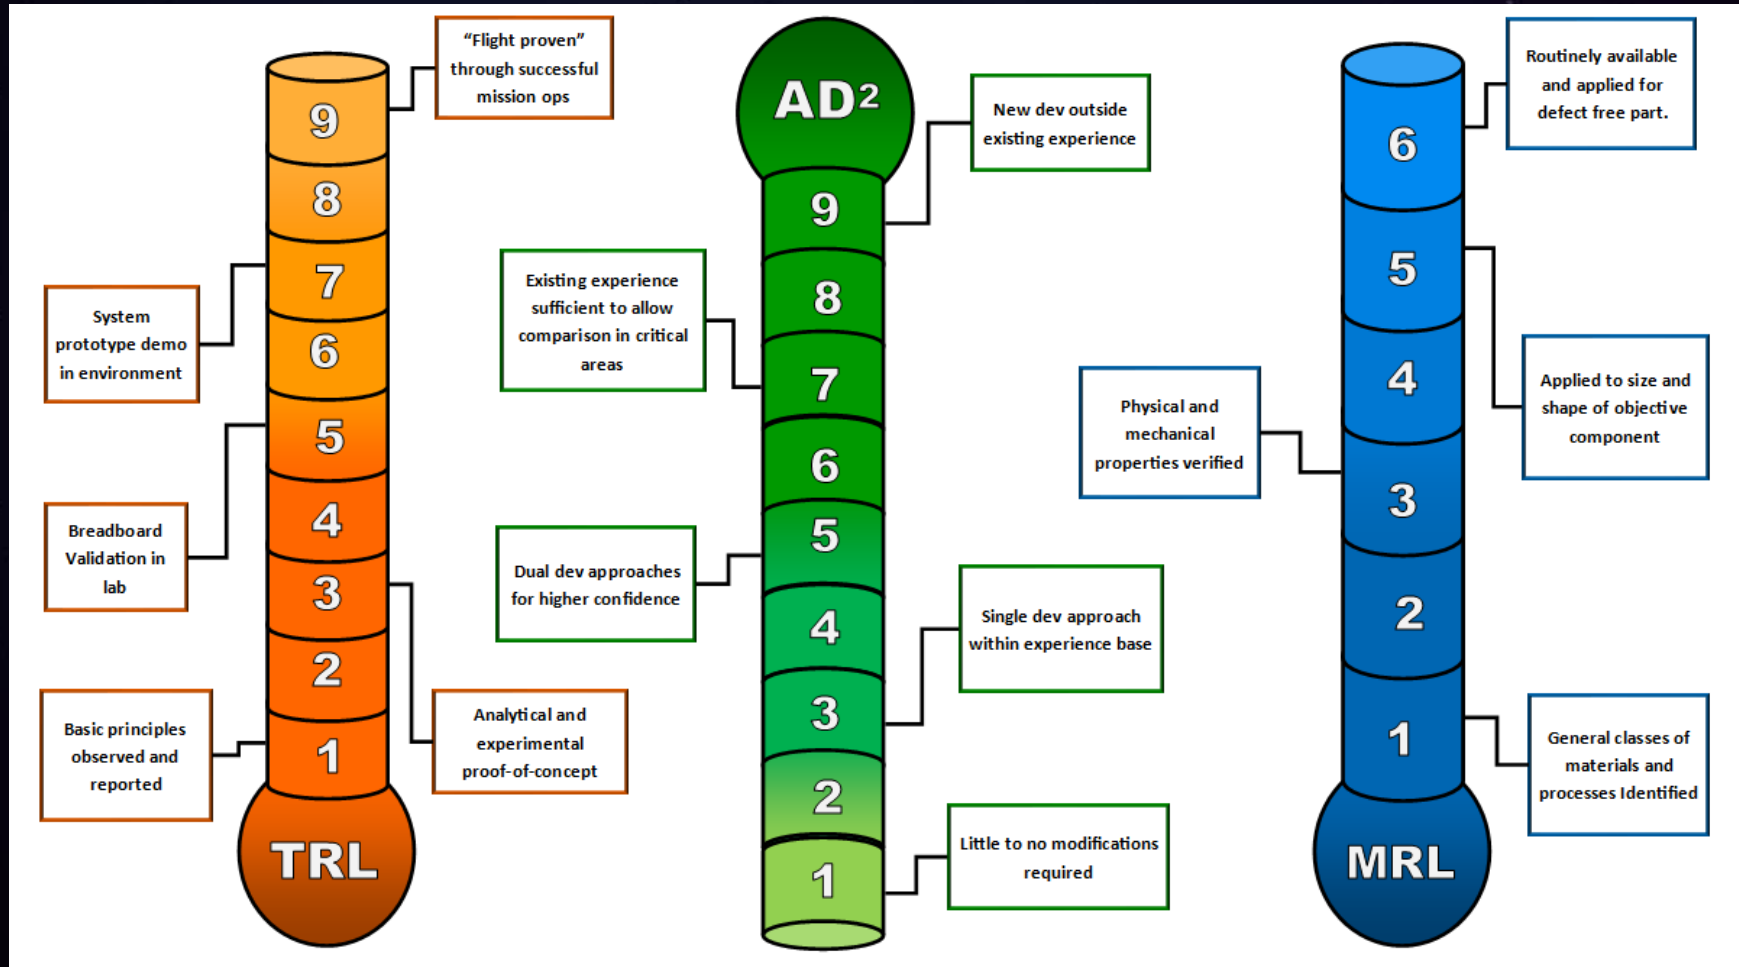 "Flight proven"
through successful
mission ops
9
8
7
6
5
4
3
2
1
TRL
System
prototype demo
in environment
Breadboard
Validation in
lab
Basic principles
observed and
reported
Analytical and
experimental
proof-of-concept
AD²
9
8
7
6
5
4
3
2
1
New dev outside
existing experience
Existing experience
sufficient to allow
comparison in critical
areas
Dual dev approaches
for higher confidence
Single dev approach
within experience base
Little to no modifications
required
6
5
4
3
2
1
MRL
Routinely available
and applied for
defect free part.
Applied to size and
shape of objective
component
Physical and
mechanical
properties verified
General classes of
materials and
processes Identified